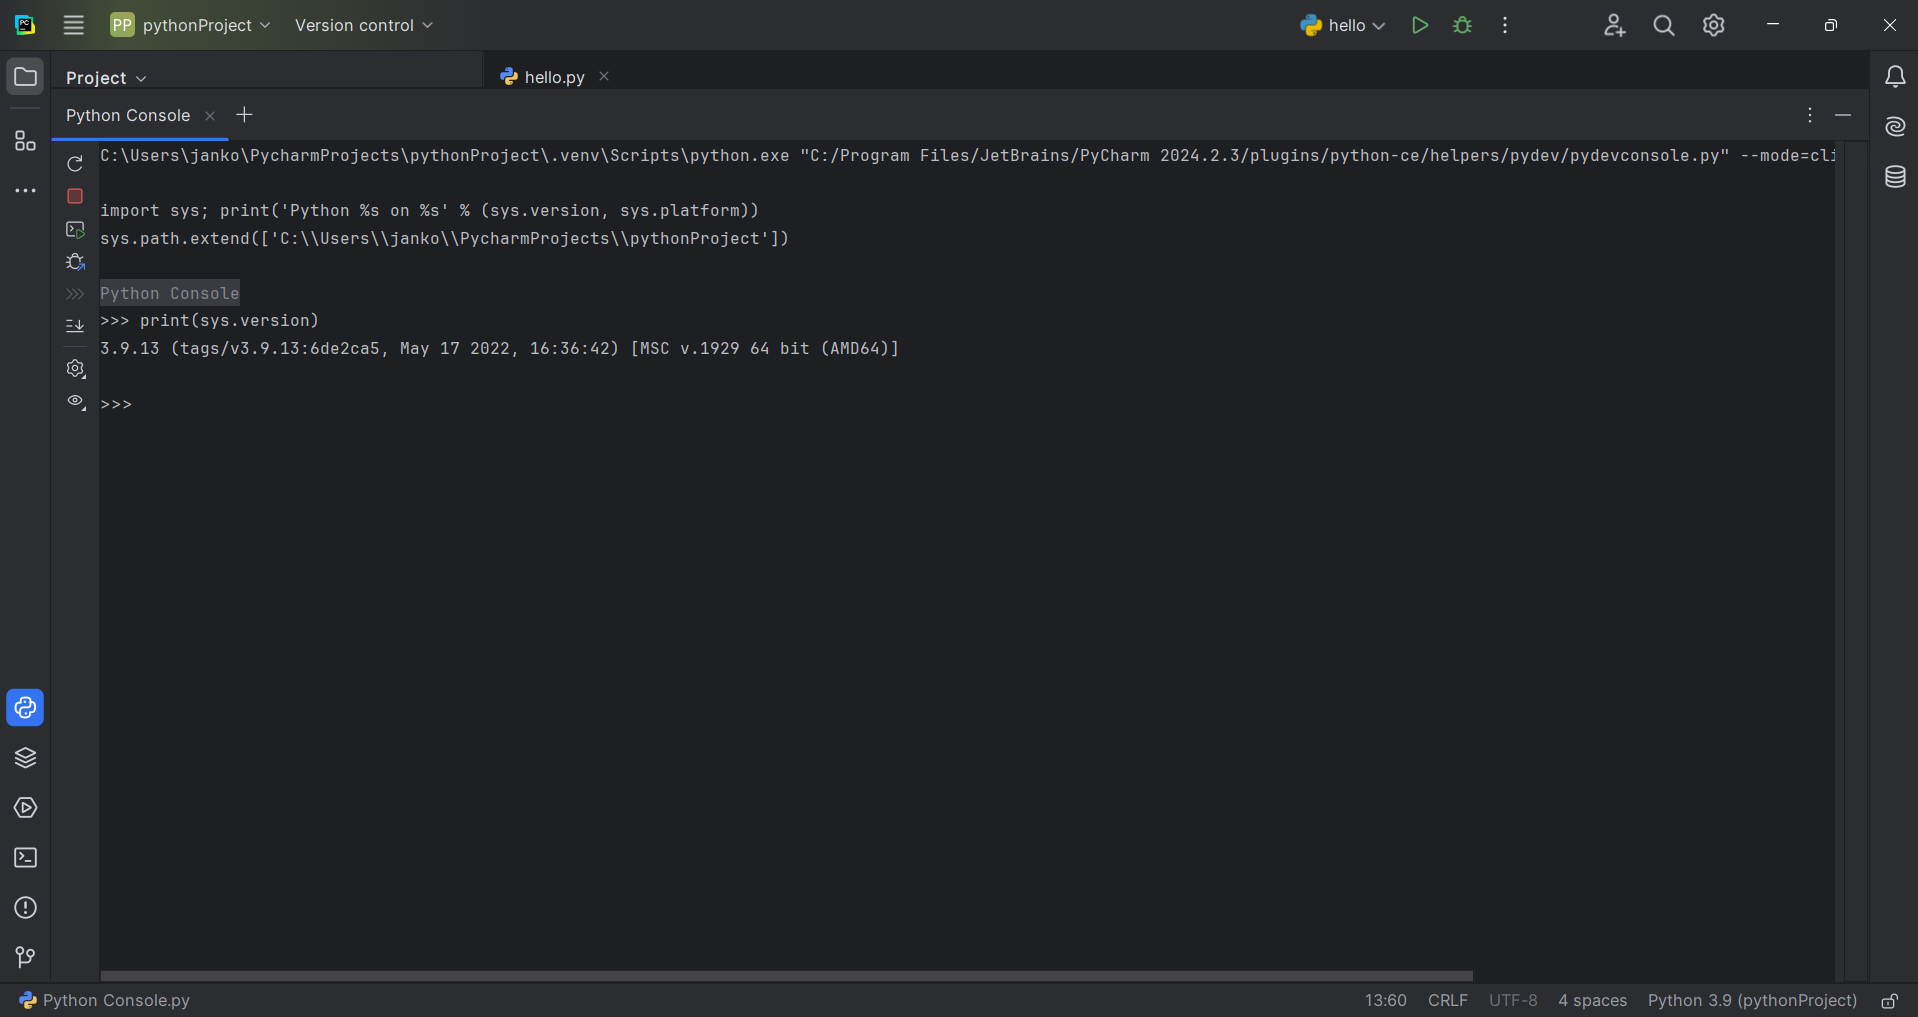 PC
PP pythonProject Version control hello
Project hello.py
Python Console
C:\Users\janko\PycharmProjects\pythonProject\.venv\Scripts\python.exe "C:/Program Files/JetBrains/PyCharm 2024.2.3/plugins/python-ce/helpers/pydev/pydevconsole.py" --mode=cli
import sys; print('Python %s on %s' % (sys.version, sys.platform))
sys.path.extend(['C:\\Users\\janko\\PycharmProjects\\pythonProject'])
Python Console
>>> print(sys.version)
3.9.13 (tags/v3.9.13:6de2ca5, May 17 2022, 16:36:42) [MSC v.1929 64 bit (AMD64)]
>>>
Python Console.py 13:60 CRLF UTF-8 4 spaces Python 3.9 (pythonProject)